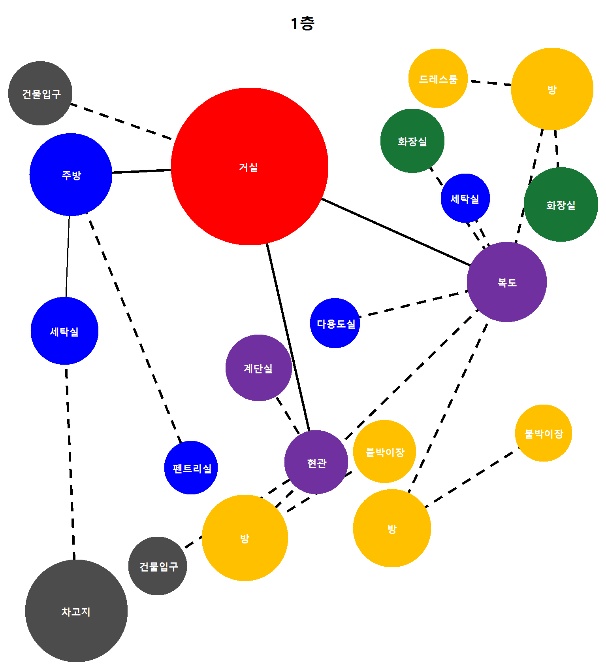 1층
드레스룸
방
건물입구
화장실
거실
주방
세탁실
화장실
복도
다용도실
세탁실
계단실
붙박이장
붙박이장
현관
펜트리실
방
방
건물입구
차고지